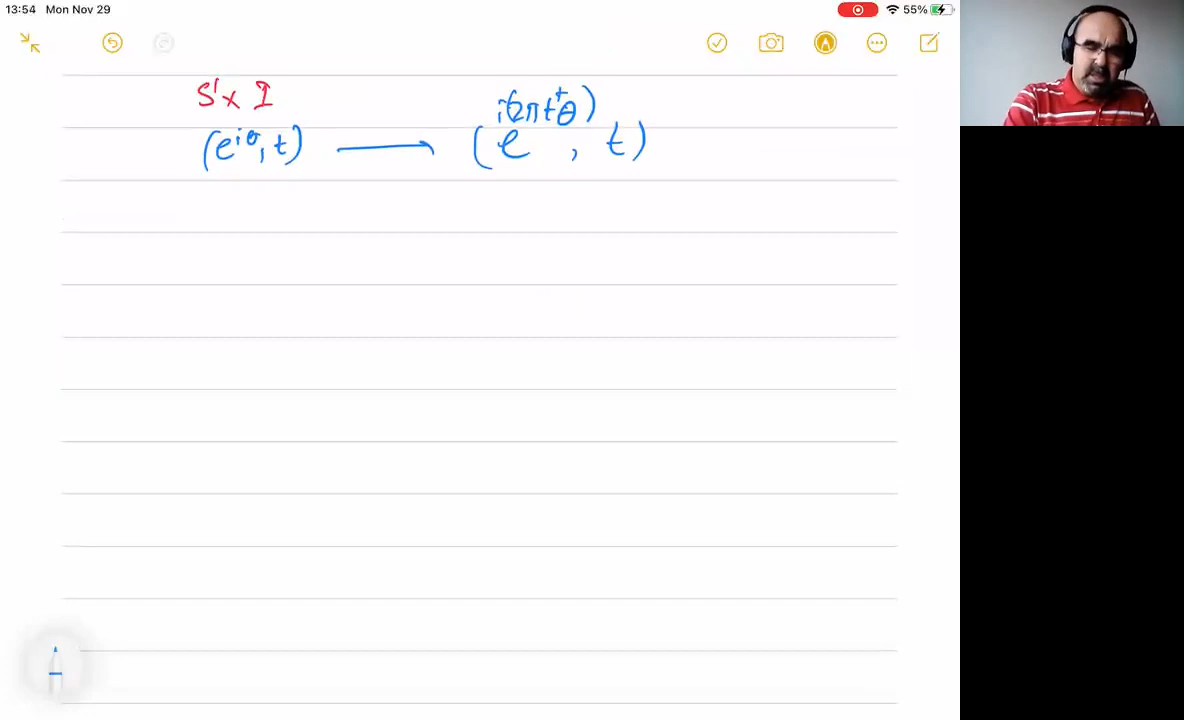 13:54 Mon Nov 29
55%
S¹ x I
(e^{iθ}, t) ⟶ (e^{i(2πt+θ)}, t)